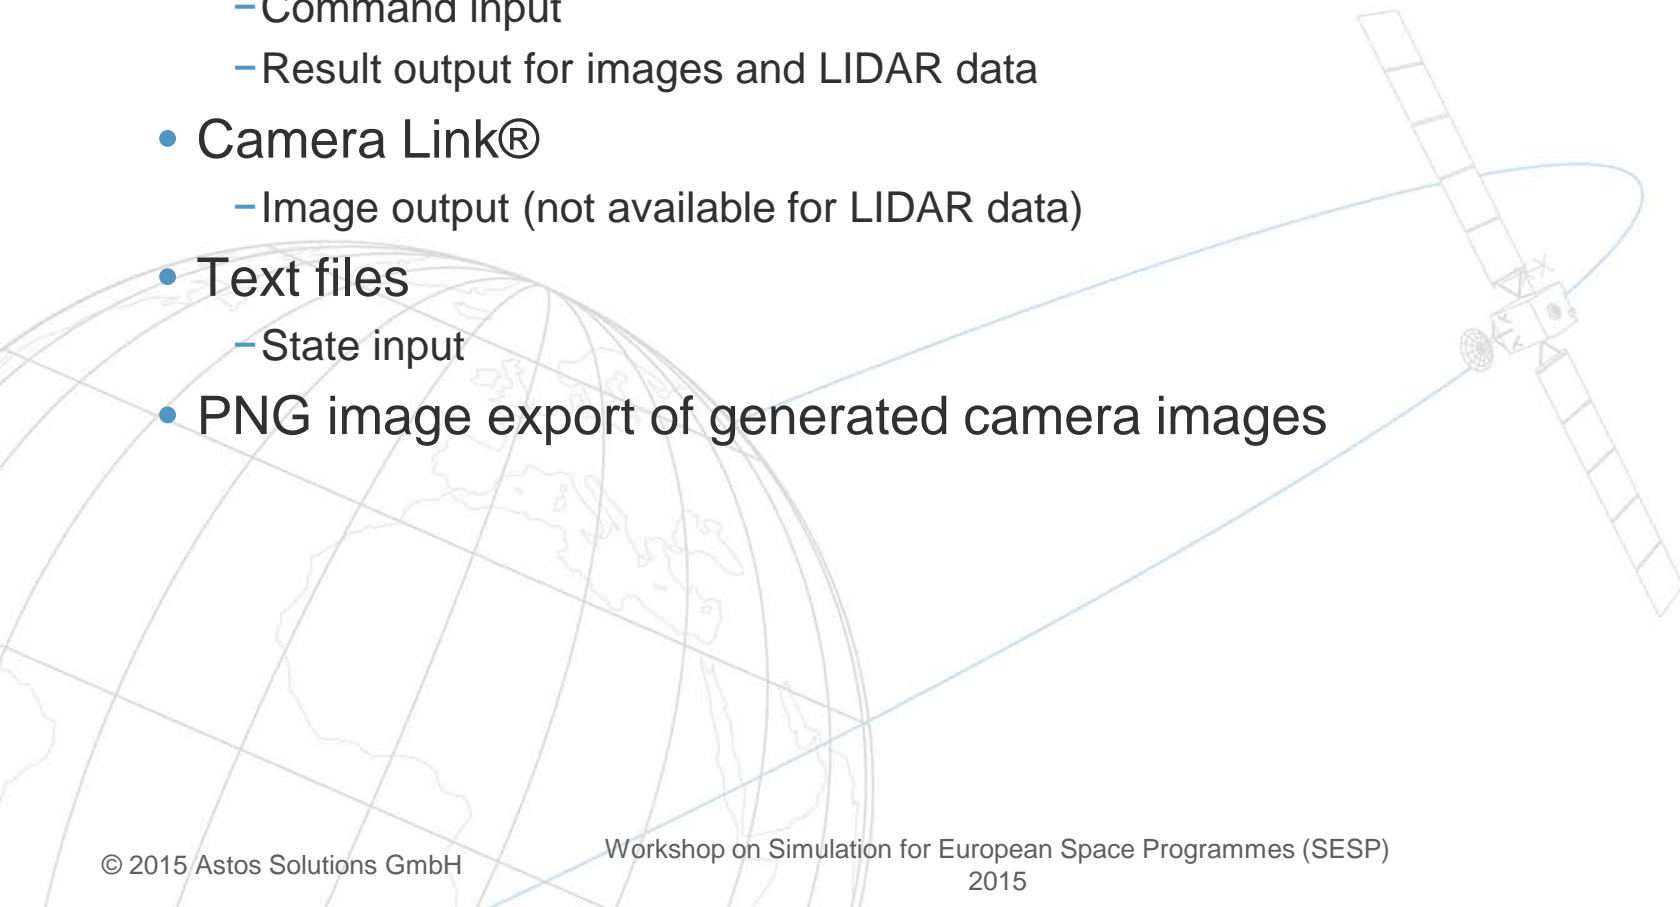 –Command input
–Result output for images and LIDAR data
• Camera Link®
–Image output (not available for LIDAR data)
• Text files
–State input
• PNG image export of generated camera images
© 2015 Astos Solutions GmbH
Workshop on Simulation for European Space Programmes (SESP)
2015